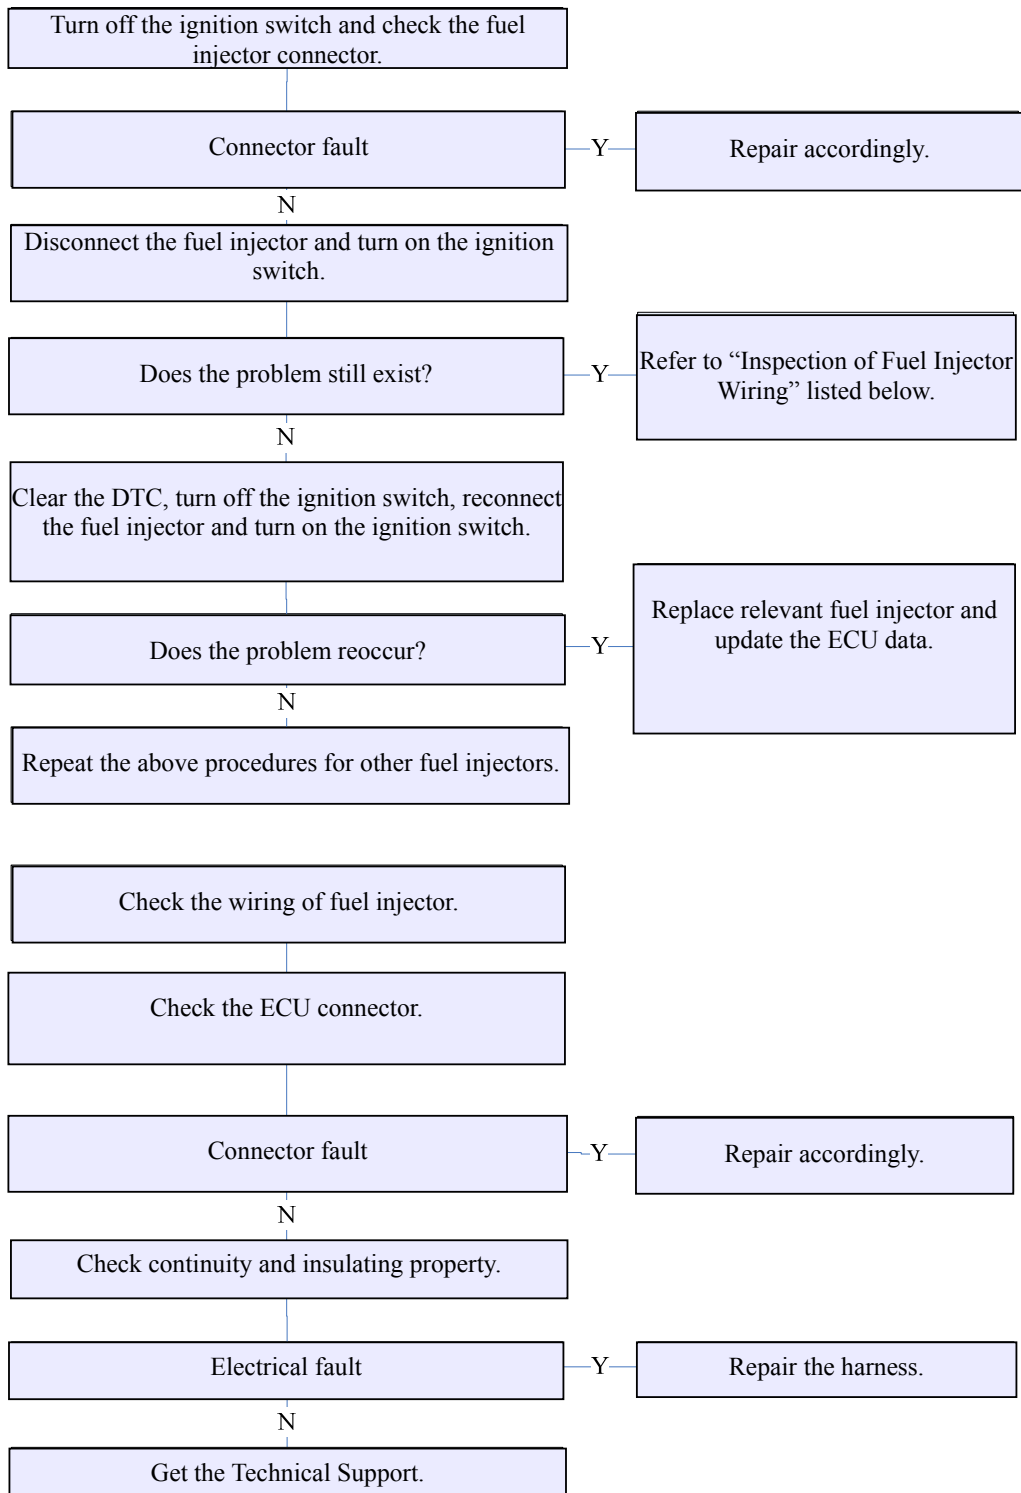 Turn off the ignition switch and check the fuel
injector connector.
Connector fault
Y
Repair accordingly.
N
Disconnect the fuel injector and turn on the ignition
switch.
Does the problem still exist?
Y
Refer to “Inspection of Fuel Injector
Wiring” listed below.
N
Clear the DTC, turn off the ignition switch, reconnect
the fuel injector and turn on the ignition switch.
Does the problem reoccur?
Y
Replace relevant fuel injector and
update the ECU data.
N
Repeat the above procedures for other fuel injectors.
Check the wiring of fuel injector.
Check the ECU connector.
Connector fault
Y
Repair accordingly.
N
Check continuity and insulating property.
Electrical fault
Y
Repair the harness.
N
Get the Technical Support.